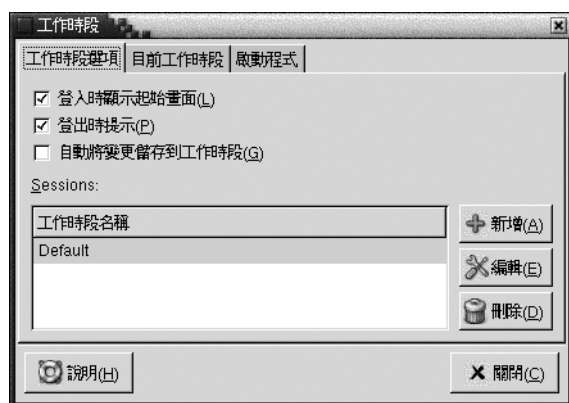 工作時段
工作時段選項 目前工作時段 啟動程式
登入時顯示起始畫面(L)
登出時提示(P)
自動將變更儲存到工作時段(G)
Sessions:
工作時段名稱
Default
新增(A)
編輯(E)
刪除(D)
說明(H)
關閉(C)